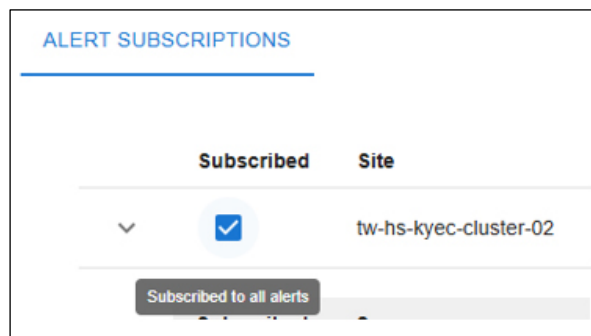 ALERT SUBSCRIPTIONS
Subscribed Site
tw-hs-kyec-cluster-02
Subscribed to all alerts